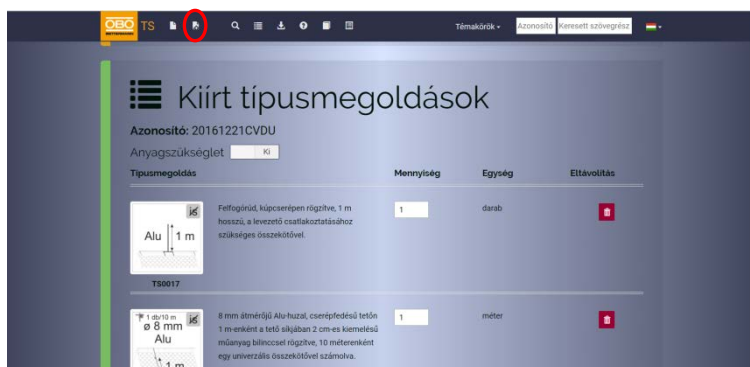 OBO
BETTERMANN
TS
Témakörök
Azonosító
Keresett szövegrész
Kiírt típusmegoldások
Azonosító: 20161221CVDU
Anyagszükséglet Ki
Típusmegoldás Mennyiség Egység Eltávolítás
Alu 1 m
TS0017
Felfogórúd, kúpcserépen rögzítve, 1 m
hosszú, a levezető csatlakoztatásához
szükséges összekötővel.
1
darab
1 db/10 m
ø 8 mm
Alu
1 m
8 mm átmérőjű Alu-huzal, cserépfedésű tetőn
1 m-enként a tető síkjában 2 cm-es kiemelésű
műanyag bilinccsel rögzítve, 10 méterenként
egy univerzális összekötővel számolva.
1
méter